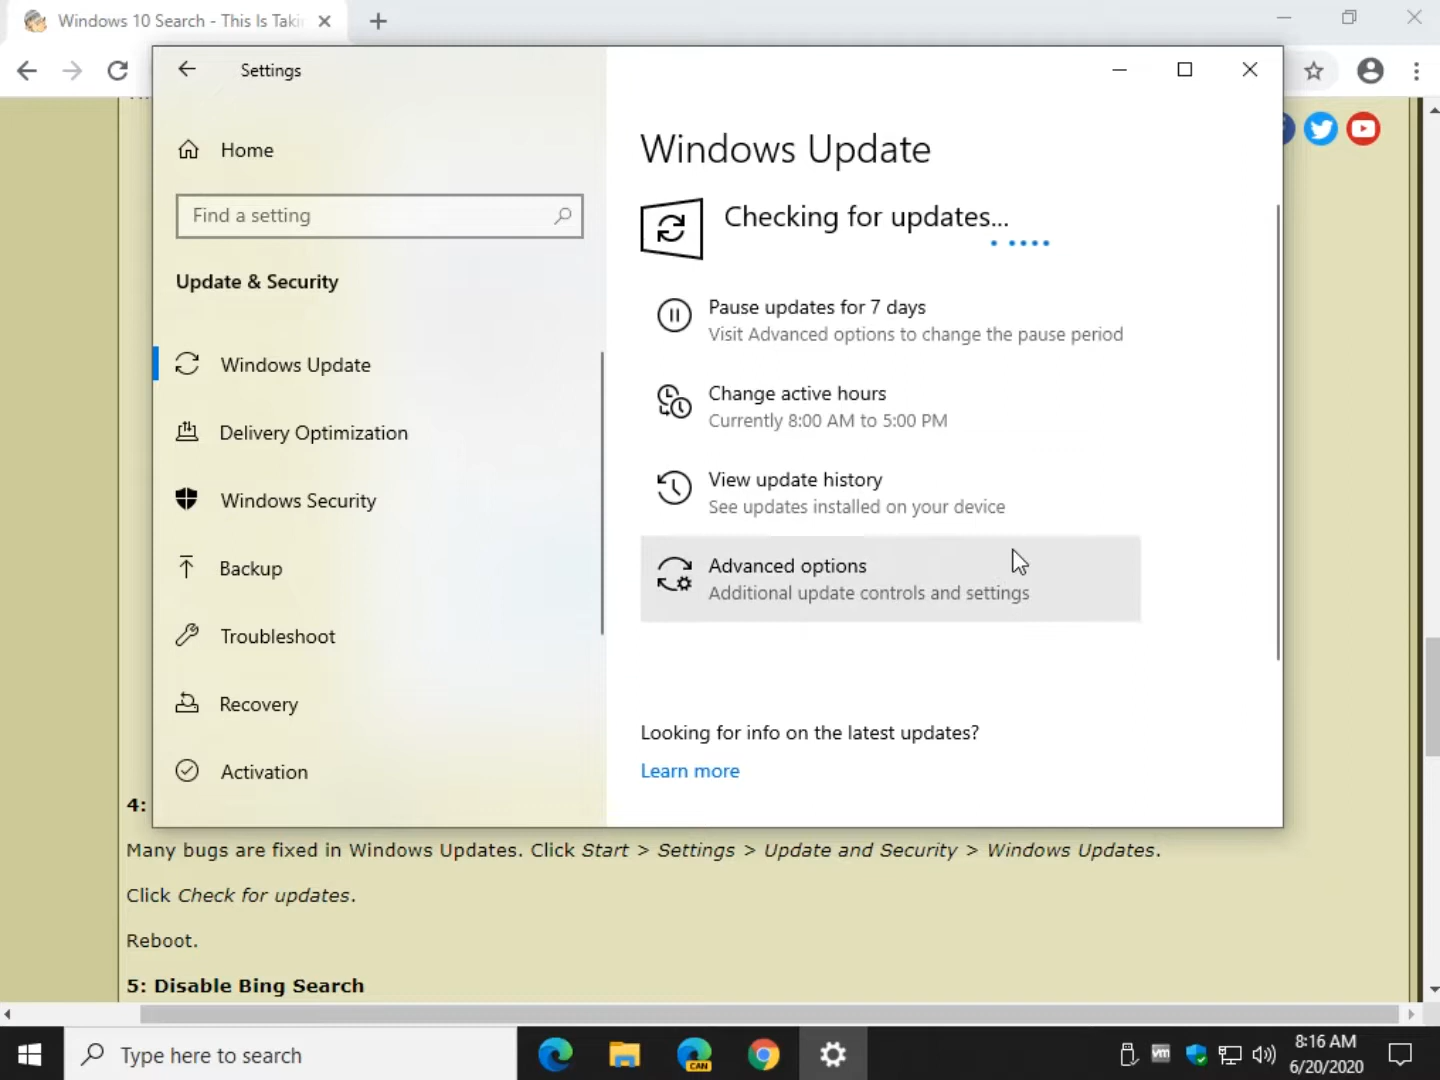 Windows 10 Search - This Is Taki
Settings
Home
Find a setting
Update & Security
Windows Update
Delivery Optimization
Windows Security
Backup
Troubleshoot
Recovery
Activation
Windows Update
Checking for updates...
Pause updates for 7 days
Visit Advanced options to change the pause period
Change active hours
Currently 8:00 AM to 5:00 PM
View update history
See updates installed on your device
Advanced options
Additional update controls and settings
Looking for info on the latest updates?
Learn more
4:
Many bugs are fixed in Windows Updates. Click Start > Settings > Update and Security > Windows Updates.
Click Check for updates.
Reboot.
5: Disable Bing Search
Type here to search
CAN
vm
8:16 AM
6/20/2020